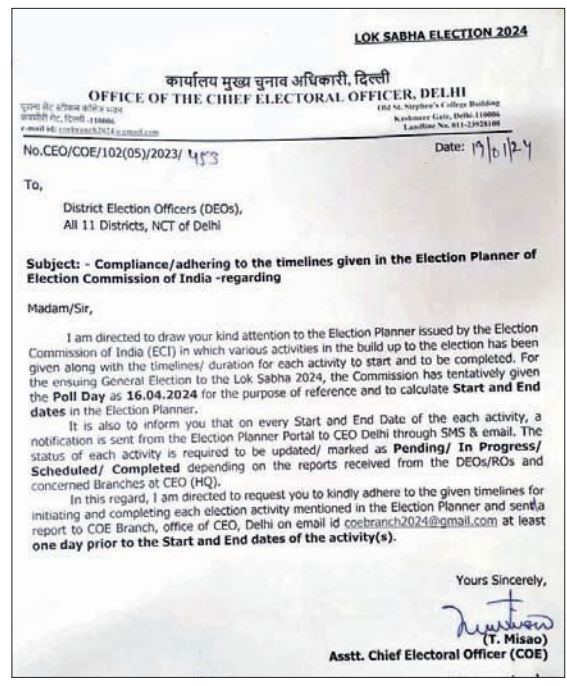 LOK SABHA ELECTION 2024
कार्यालय मुख्य चुनाव अधिकारी, दिल्ली
OFFICE OF THE CHIEF ELECTORAL OFFICER, DELHI
पुराना सेंट स्टीफन कॉलेज भवन
कश्मीरी गेट, दिल्ली -110006
e-mail id: coebranch2024@gmail.com
Old St. Stephen's College Building
Kashmere Gate, Delhi-110006
Landline No. 011-23928100
No.CEO/COE/102(05)/2023/ 453
Date: 19/01/24
To,
District Election Officers (DEOs),
All 11 Districts, NCT of Delhi
Subject: - Compliance/adhering to the timelines given in the Election Planner of
Election Commission of India -regarding
Madam/Sir,
I am directed to draw your kind attention to the Election Planner issued by the Election
Commission of India (ECI) in which various activities in the build up to the election has been
given along with the timelines/ duration for each activity to start and to be completed. For
the ensuing General Election to the Lok Sabha 2024, the Commission has tentatively given
the Poll Day as 16.04.2024 for the purpose of reference and to calculate Start and End
dates in the Election Planner.
It is also to inform you that on every Start and End Date of the each activity, a
notification is sent from the Election Planner Portal to CEO Delhi through SMS & email. The
status of each activity is required to be updated/ marked as Pending/ In Progress/
Scheduled/ Completed depending on the reports received from the DEOs/ROs and
concerned Branches at CEO (HQ).
In this regard, I am directed to request you to kindly adhere to the given timelines for
initiating and completing each election activity mentioned in the Election Planner and send a
report to COE Branch, office of CEO, Delhi on email id coebranch2024@gmail.com at least
one day prior to the Start and End dates of the activity(s).
Yours Sincerely,
(T. Misao)
Asstt. Chief Electoral Officer (COE)